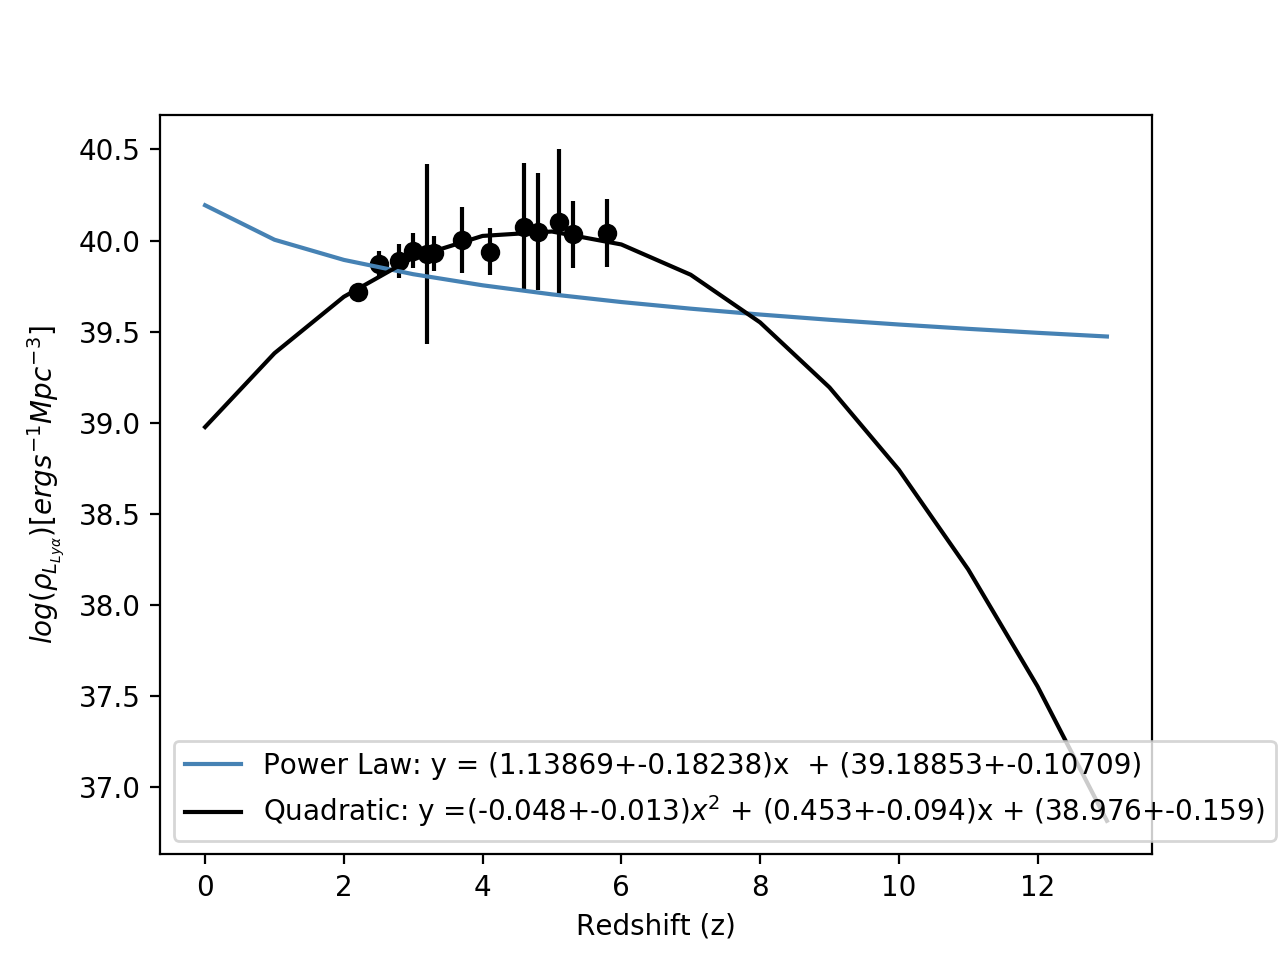 40.5
40.0
39.5
39.0
38.5
38.0
37.5
37.0
log(ρ_{L_{Lyα}})[ergs^{−1}Mpc^{−3}]
Power Law: y = (1.13869+-0.18238)x + (39.18853+-0.10709)
Quadratic: y =(-0.048+-0.013)x² + (0.453+-0.094)x + (38.976+-0.159)
0 2 4 6 8 10 12
Redshift (z)